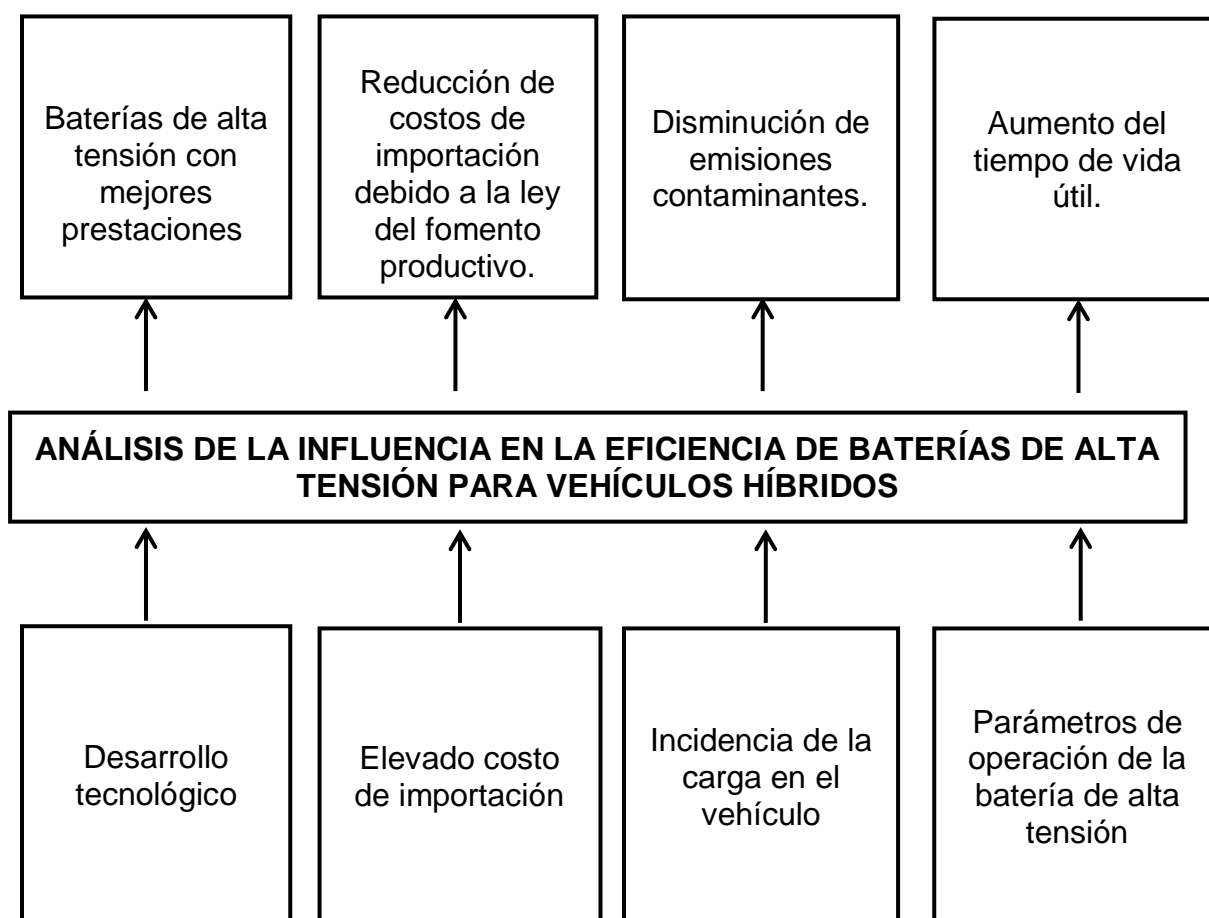 Baterías de alta
tensión con
mejores
prestaciones
Reducción de
costos de
importación
debido a la ley
del fomento
productivo.
Disminución de
emisiones
contaminantes.
Aumento del
tiempo de vida
útil.
ANÁLISIS DE LA INFLUENCIA EN LA EFICIENCIA DE BATERÍAS DE ALTA
TENSIÓN PARA VEHÍCULOS HÍBRIDOS
Desarrollo
tecnológico
Elevado costo
de importación
Incidencia de la
carga en el
vehículo
Parámetros de
operación de la
batería de alta
tensión